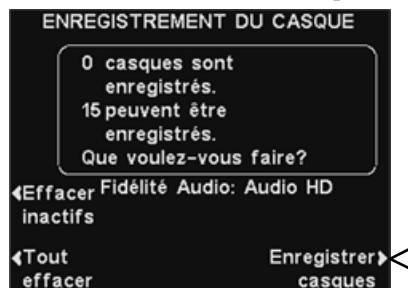 ENREGISTREMENT DU CASQUE
0 casques sont
enregistrés.
15 peuvent être
enregistrés.
Que voulez-vous faire?
Fidélité Audio: Audio HD
Effacer
inactifs
Tout
effacer
Enregistrer
casques